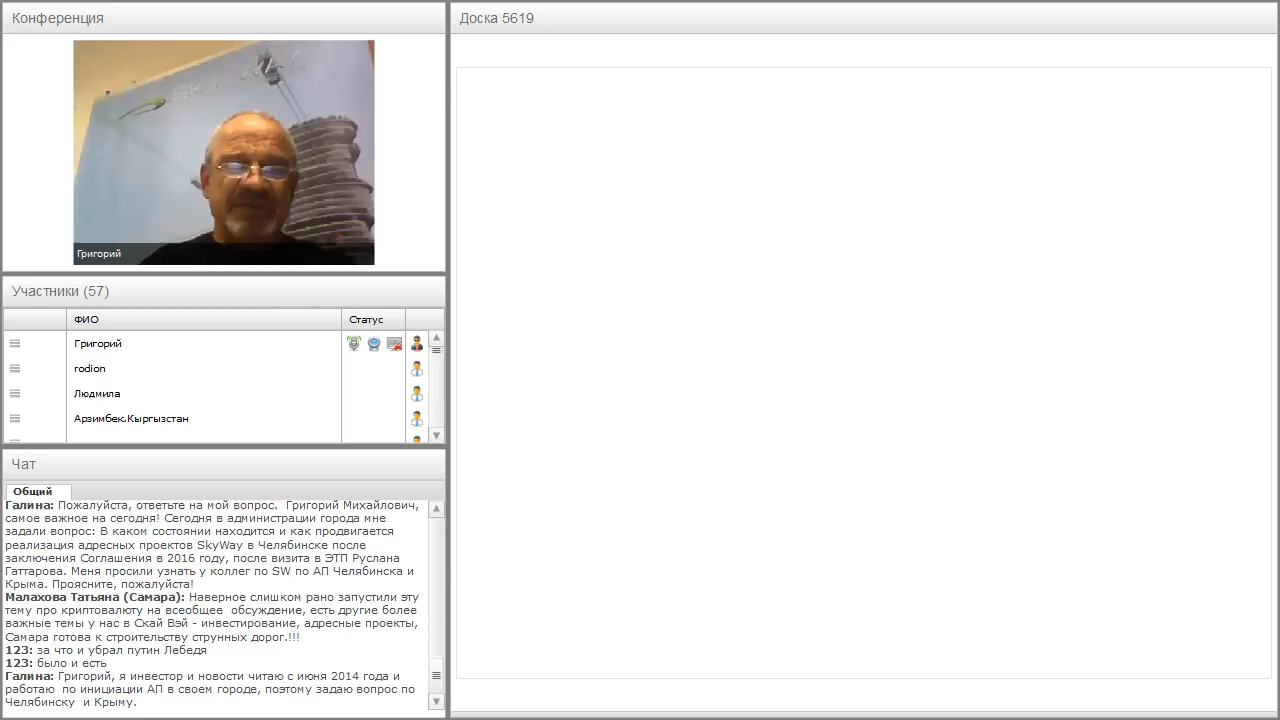 Конференция
Доска 5619
Григорий
Участники (57)
ФИО
Статус
Григорий
rodion
Людмила
Арзимбек.Кыргызстан
Чат
Общий
Галина: Пожалуйста, ответьте на мой вопрос. Григорий Михайлович,
самое важное на сегодня! Сегодня в администрации города мне
задали вопрос: В каком состоянии находится и как продвигается
реализация адресных проектов SkyWay в Челябинске после
заключения Соглашения в 2016 году, после визита в ЭТП Руслана
Гаттарова. Меня просили узнать у коллег по SW по АП Челябинска и
Крыма. Проясните, пожалуйста!
Малахова Татьяна (Самара): Наверное слишком рано запустили эту
тему про криптовалюту на всеобщее обсуждение, есть другие более
важные темы у нас в Скай Вэй - инвестирование, адресные проекты,
Самара готова к строительству струнных дорог.!!!
123: за что и убрал путин Лебедя
123: было и есть
Галина: Григорий, я инвестор и новости читаю с июня 2014 года и
работаю по инициации АП в своем городе, поэтому задаю вопрос по
Челябинску и Крыму.